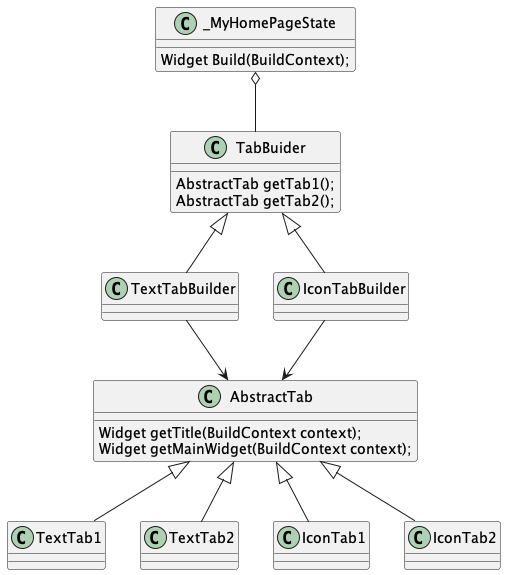 C _MyHomePageState
Widget Build(BuildContext);
C TabBuider
AbstractTab getTab1();
AbstractTab getTab2();
C TextTabBuilder
C IconTabBuilder
C AbstractTab
Widget getTitle(BuildContext context);
Widget getMainWidget(BuildContext context);
C TextTab1
C TextTab2
C IconTab1
C IconTab2